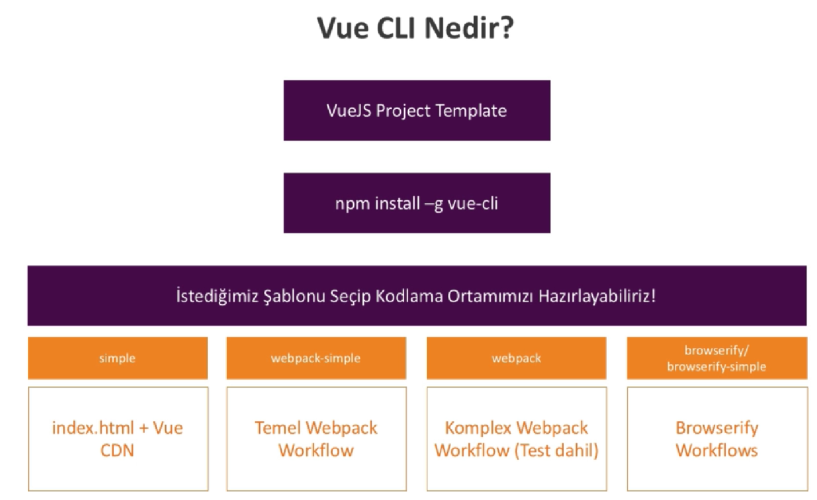 Vue CLI Nedir?
VueJS Project Template
npm install –g vue-cli
İstediğimiz Şablonu Seçip Kodlama Ortamımızı Hazırlayabiliriz!
simple
index.html + Vue
CDN
webpack-simple
Temel Webpack
Workflow
webpack
Komplex Webpack
Workflow (Test dahil)
browserify/
browserify-simple
Browserify
Workflows